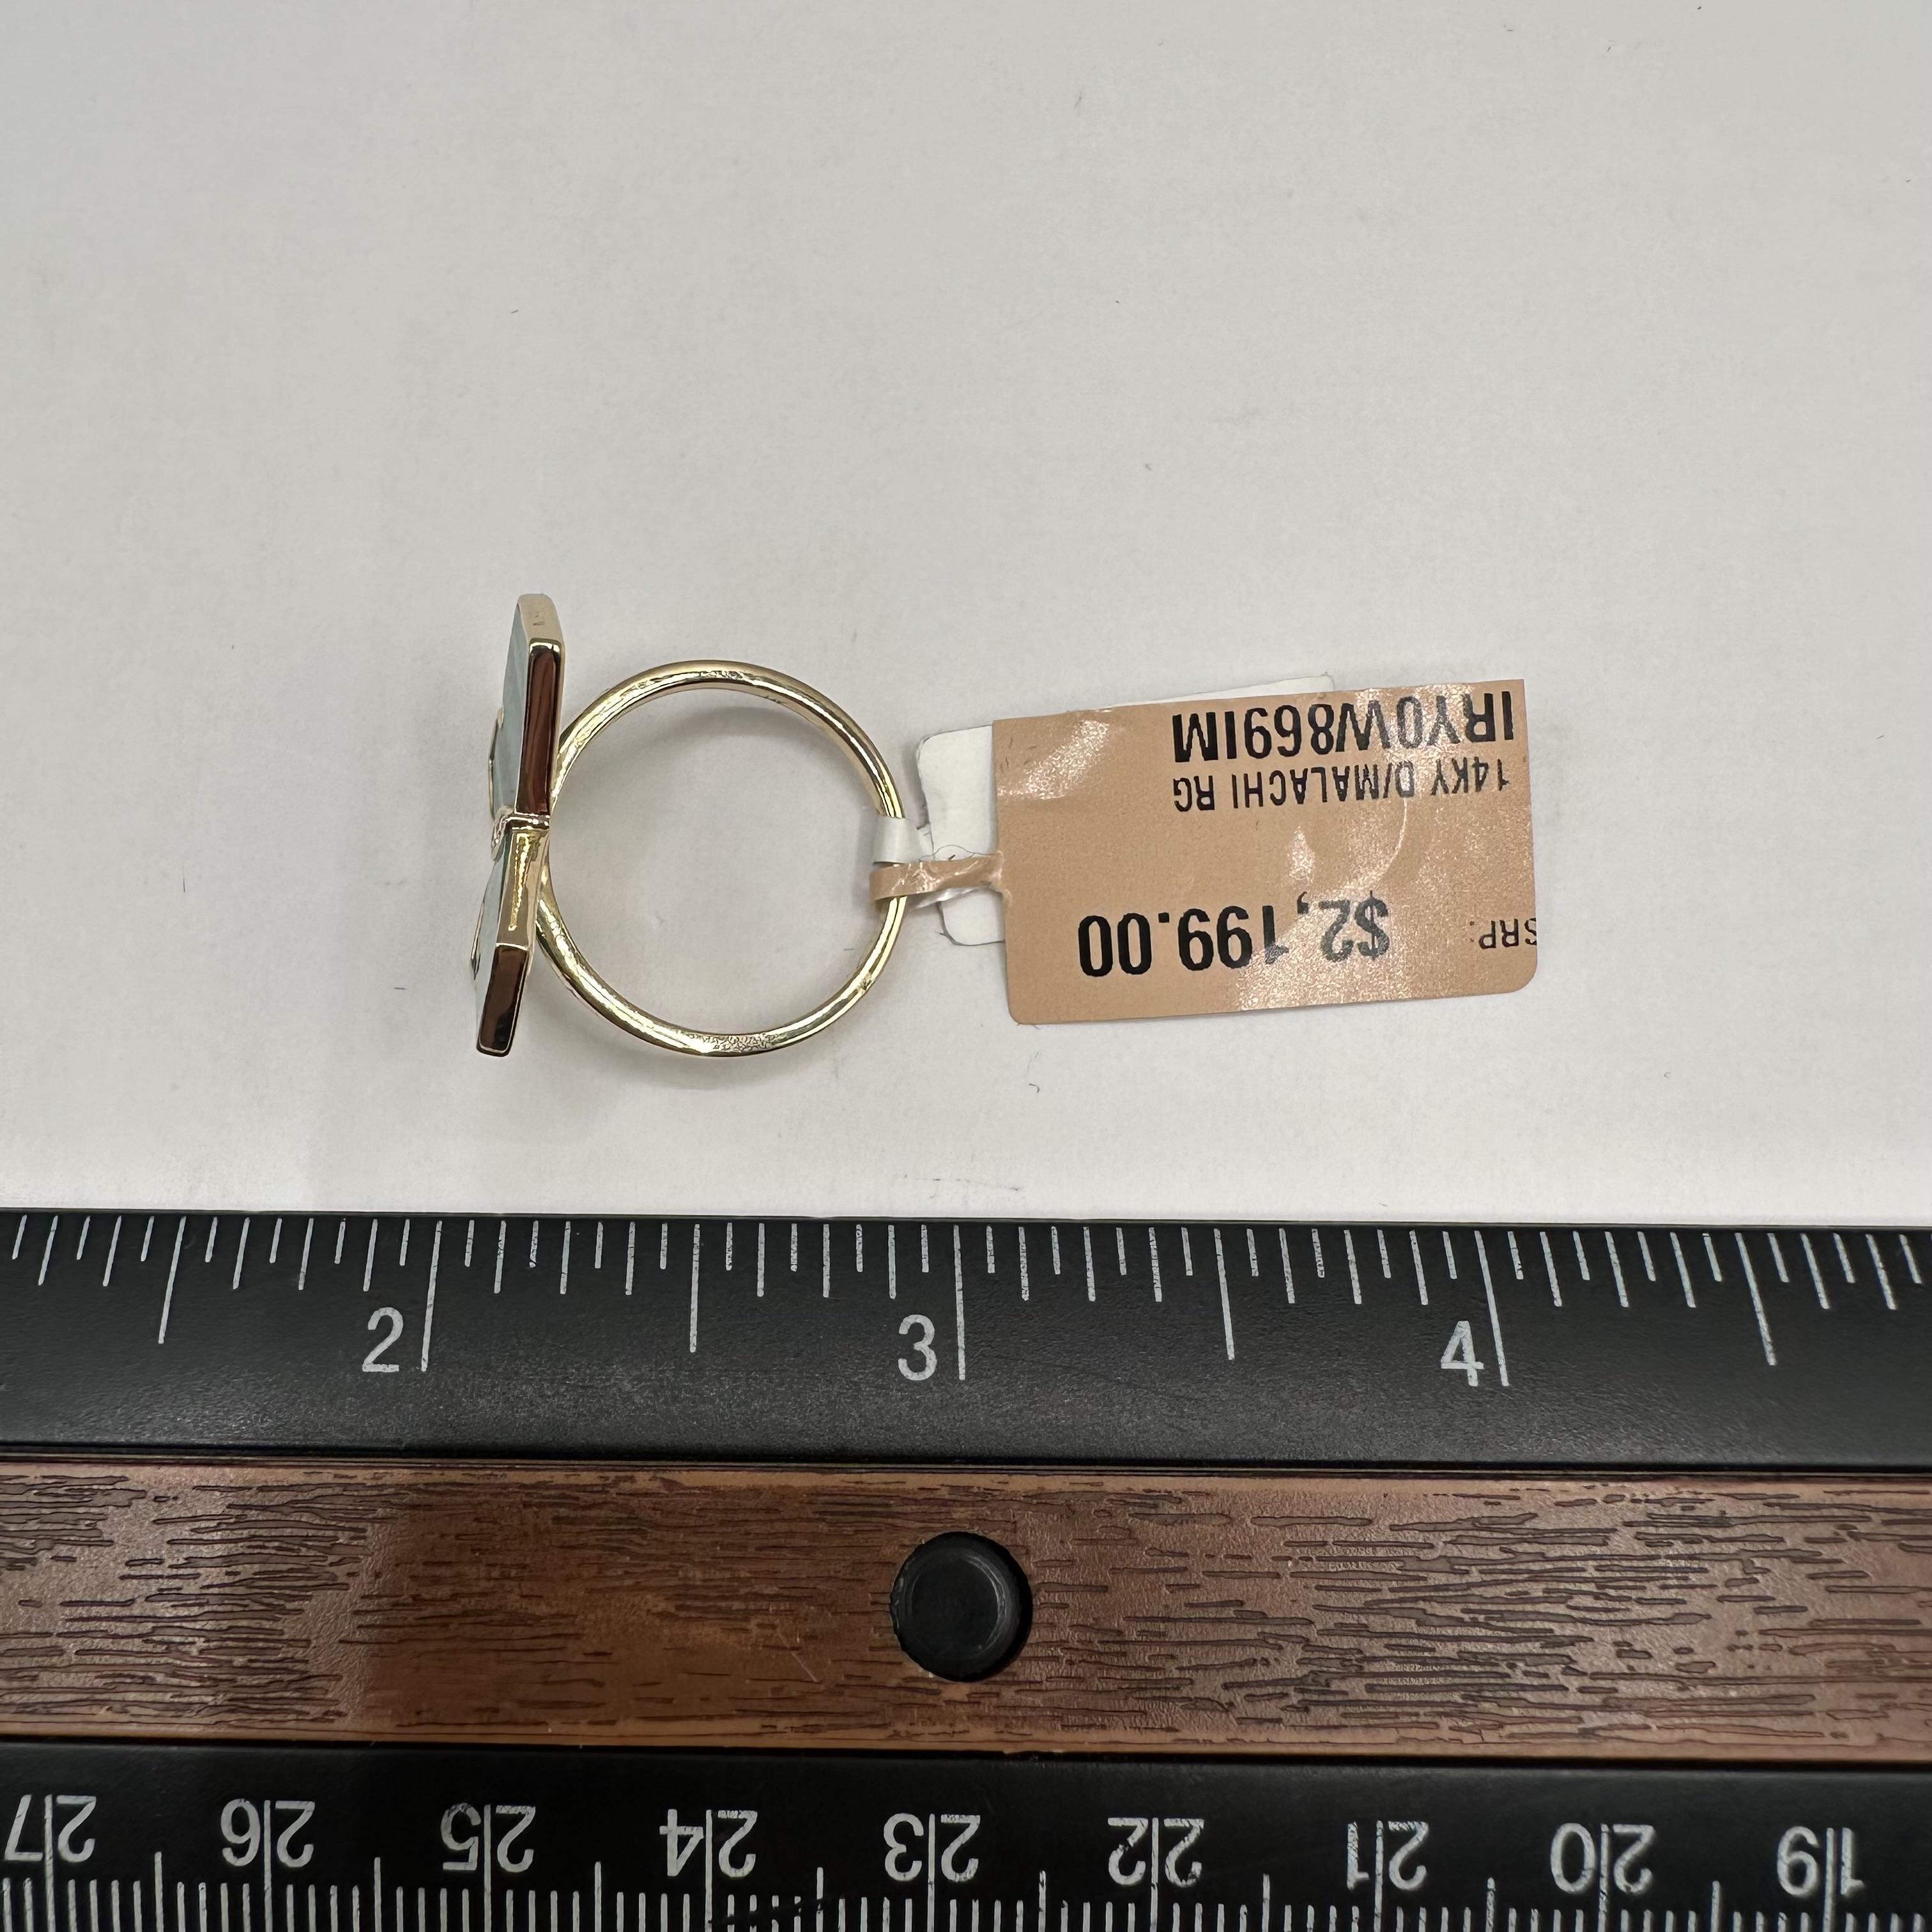 IRY0W869IM
14KY D/MALACHI RG
SRP: $2,199.00
2 3 4
27 26 25 24 23 22 21 20 19